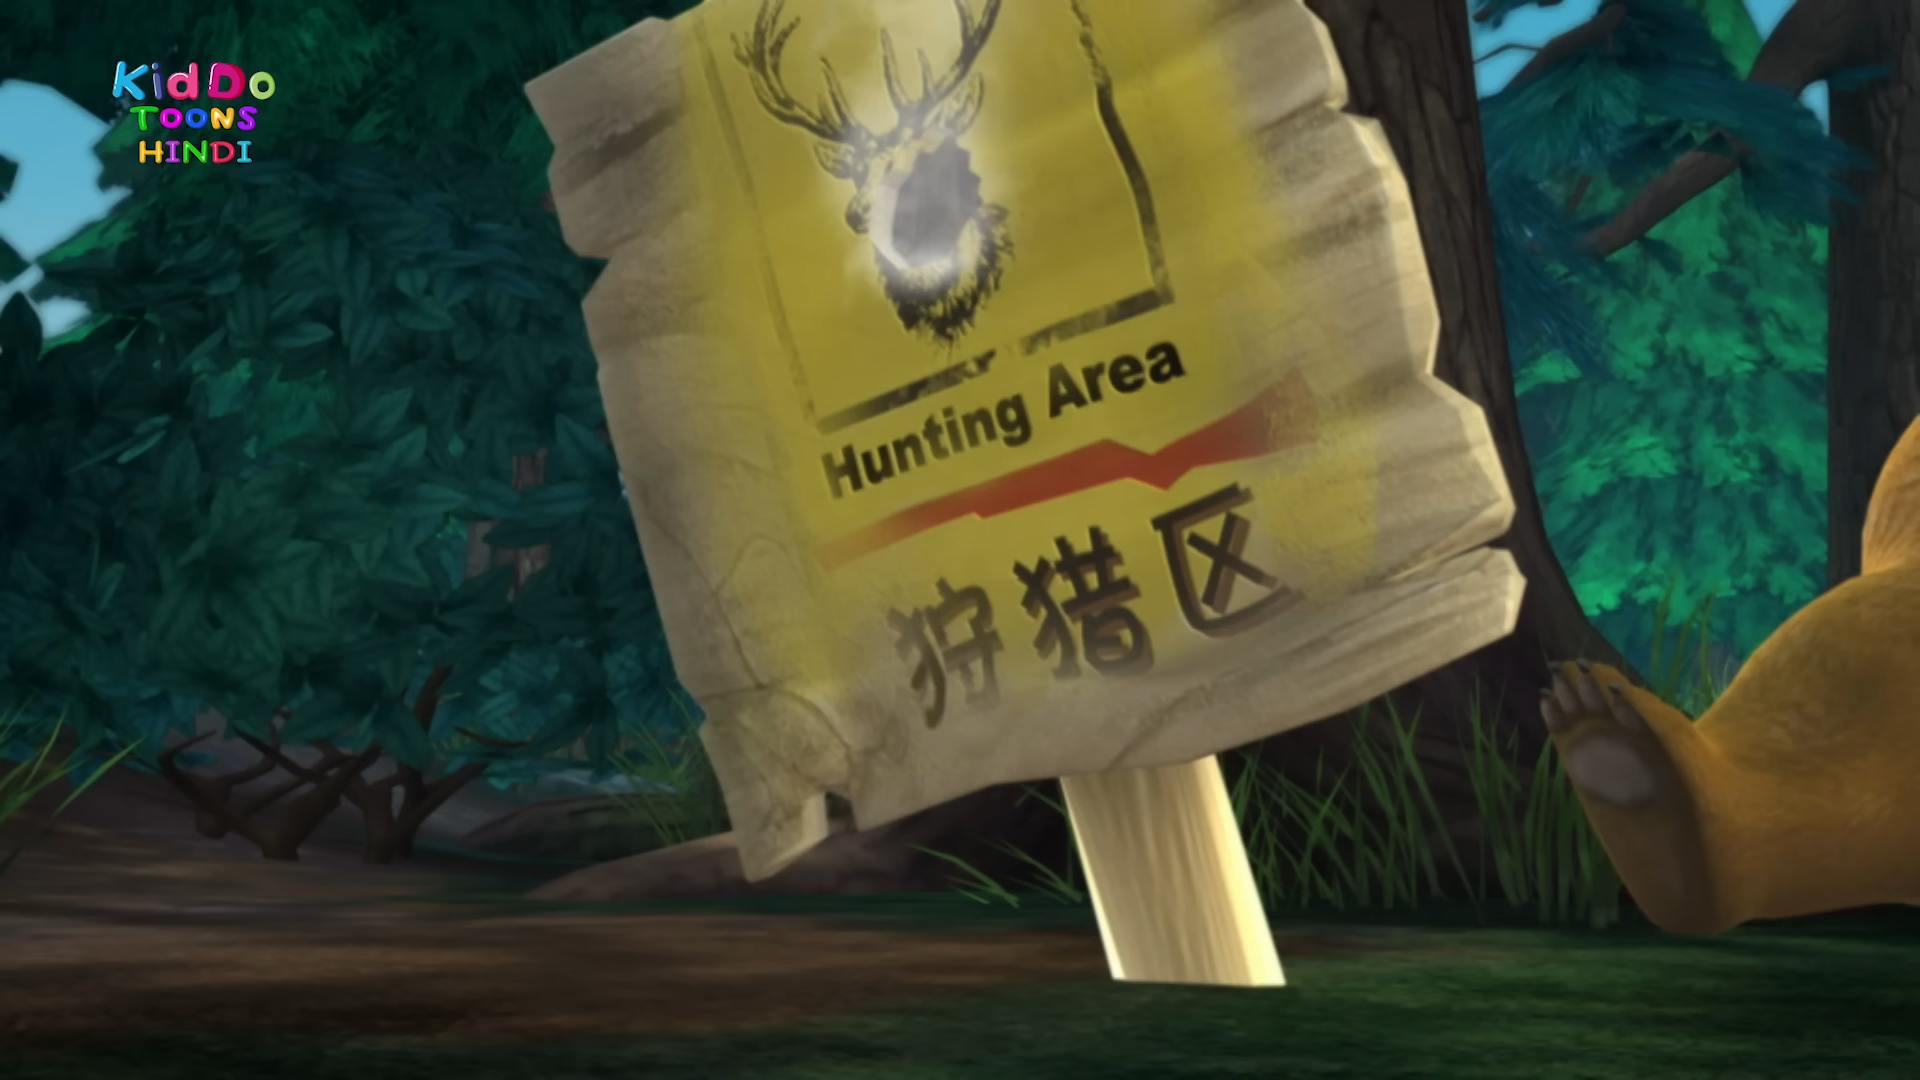 KidDo
TOONS
HINDI
Hunting Area
狩猎区